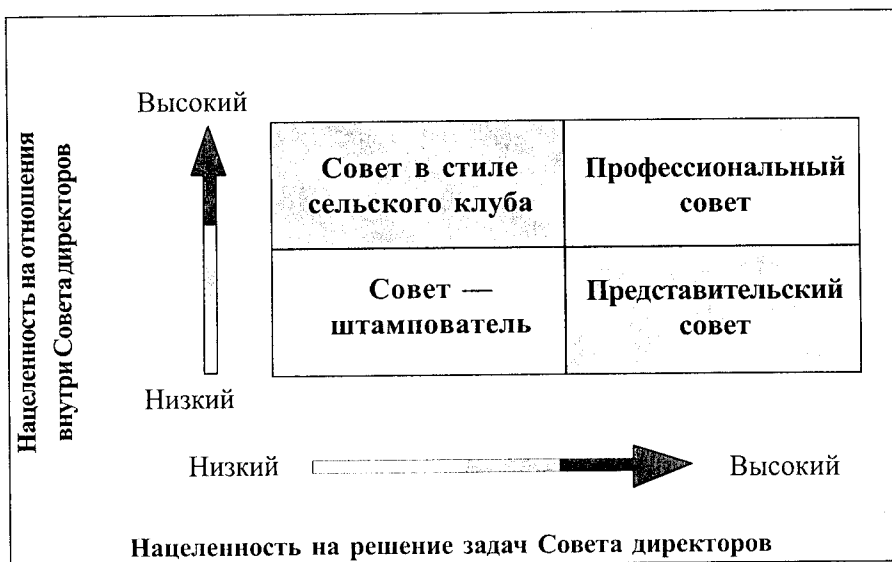 Высокий
Нацеленность на отношения
внутри Совета директоров
Совет в стиле
сельского клуба
Профессиональный
совет
Совет —
штампователь
Представительский
совет
Низкий
Низкий
Высокий
Нацеленность на решение задач Совета директоров